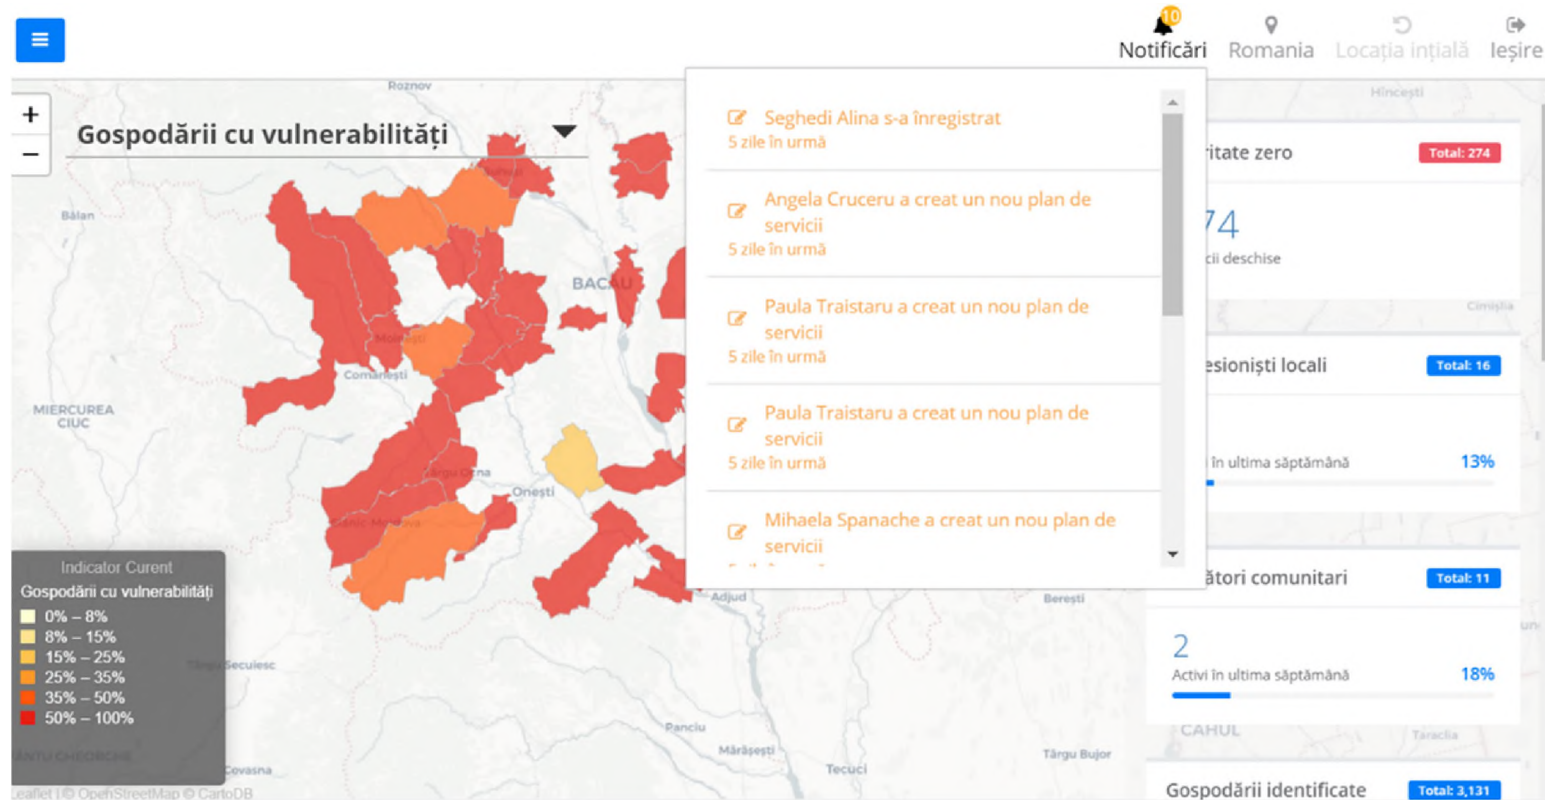 10
Notificări
Romania
Locația ințială
Ieșire
+
−
Gospodării cu vulnerabilități
Roznov
Hîncești
Buhuși
Bălan
BACĂU
Moinești
Comănești
MIERCUREA
CIUC
Târgu Ocna
Onești
Slănic-Moldova
Adjud
Berești
Cimișlia
Târgu Secuiesc
Panciu
Mărășești
Tecuci
Târgu Bujor
CAHUL
Taraclia
Covasna
Seghedi Alina s-a înregistrat
5 zile în urmă
Angela Cruceru a creat un nou plan de
servicii
5 zile în urmă
Paula Traistaru a creat un nou plan de
servicii
5 zile în urmă
Paula Traistaru a creat un nou plan de
servicii
5 zile în urmă
Mihaela Spanache a creat un nou plan de
servicii
ritate zero
Total: 274
74
cii deschise
esioniști locali
Total: 16
în ultima săptămână
13%
ători comunitari
Total: 11
2
Activi în ultima săptămână
18%
Gospodării identificate
Total: 3,131
Indicator Curent
Gospodării cu vulnerabilități
0% – 8%
8% – 15%
15% – 25%
25% – 35%
35% – 50%
50% – 100%
eaflet | © OpenStreetMap © CartoDB